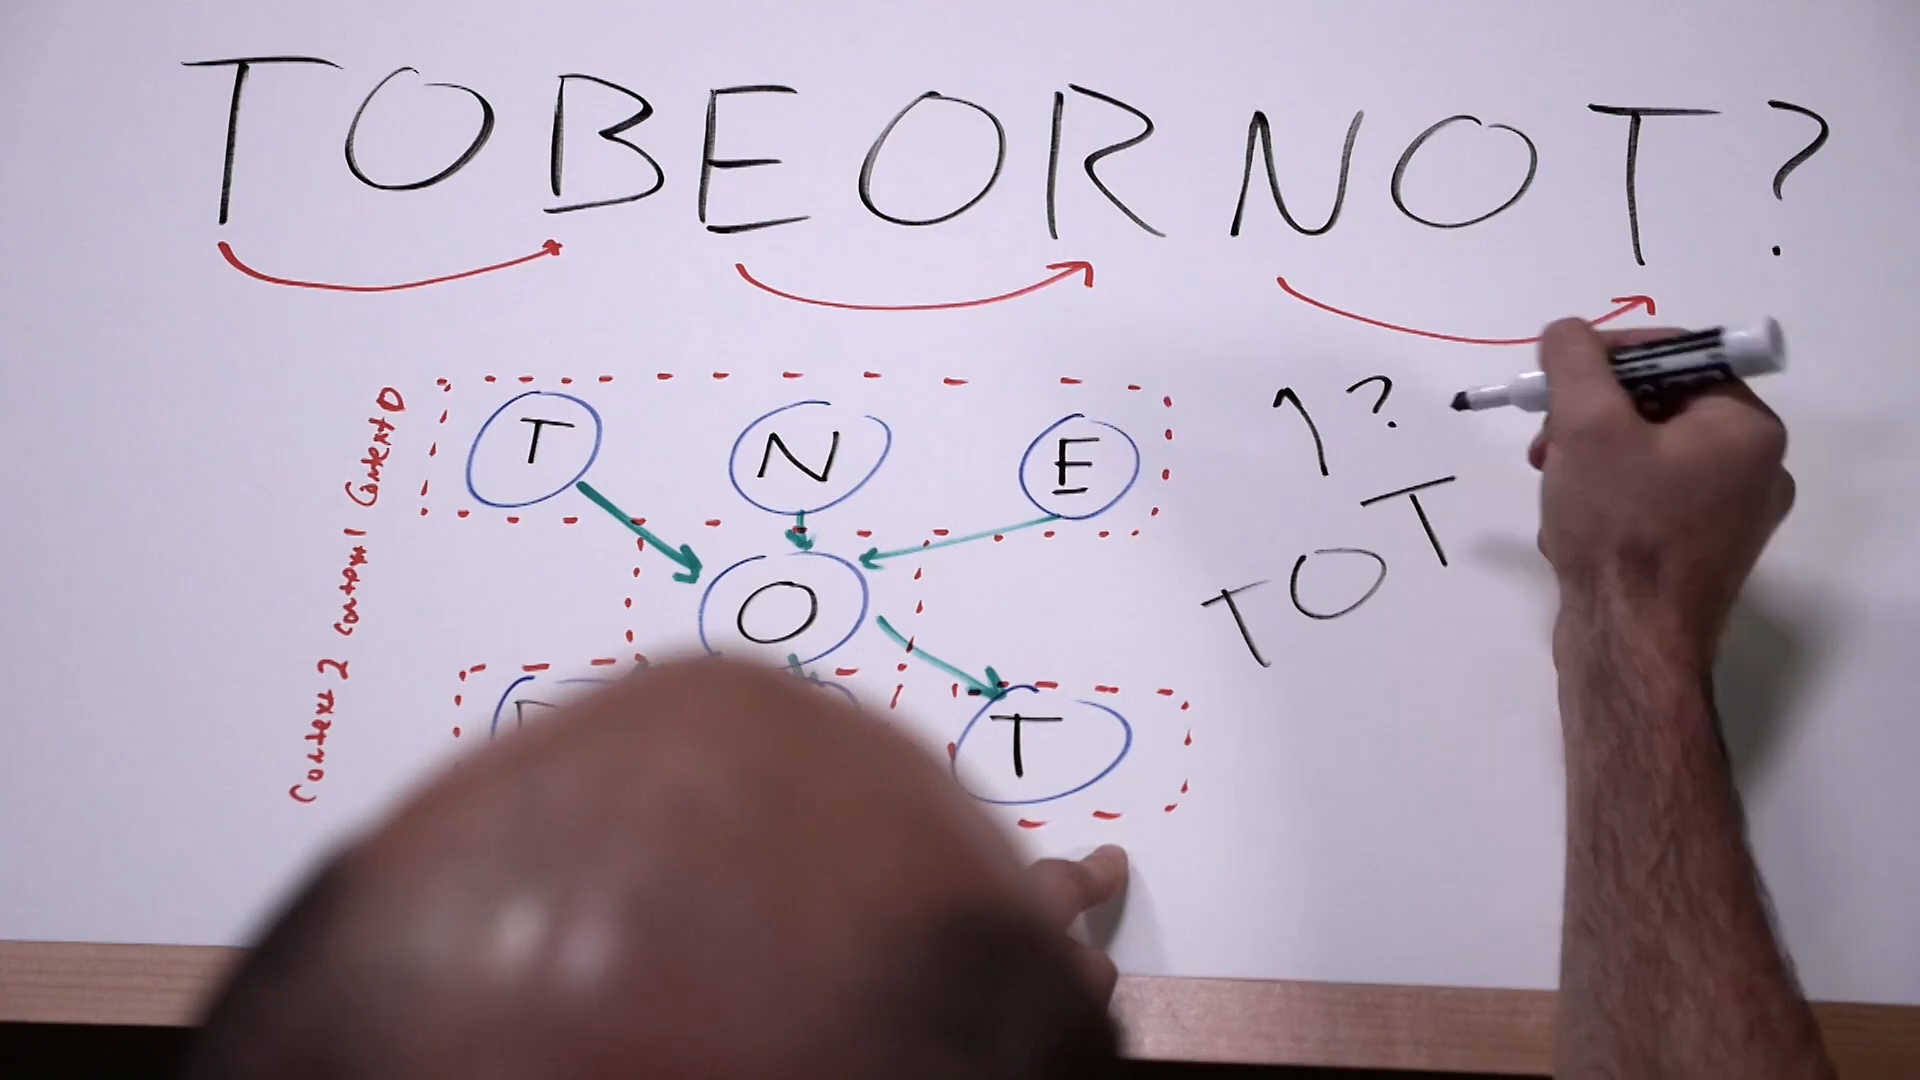 TOBEORNOT?
Context 0
T N E
1 ?
Context 1
O
TOT
Context 2
T